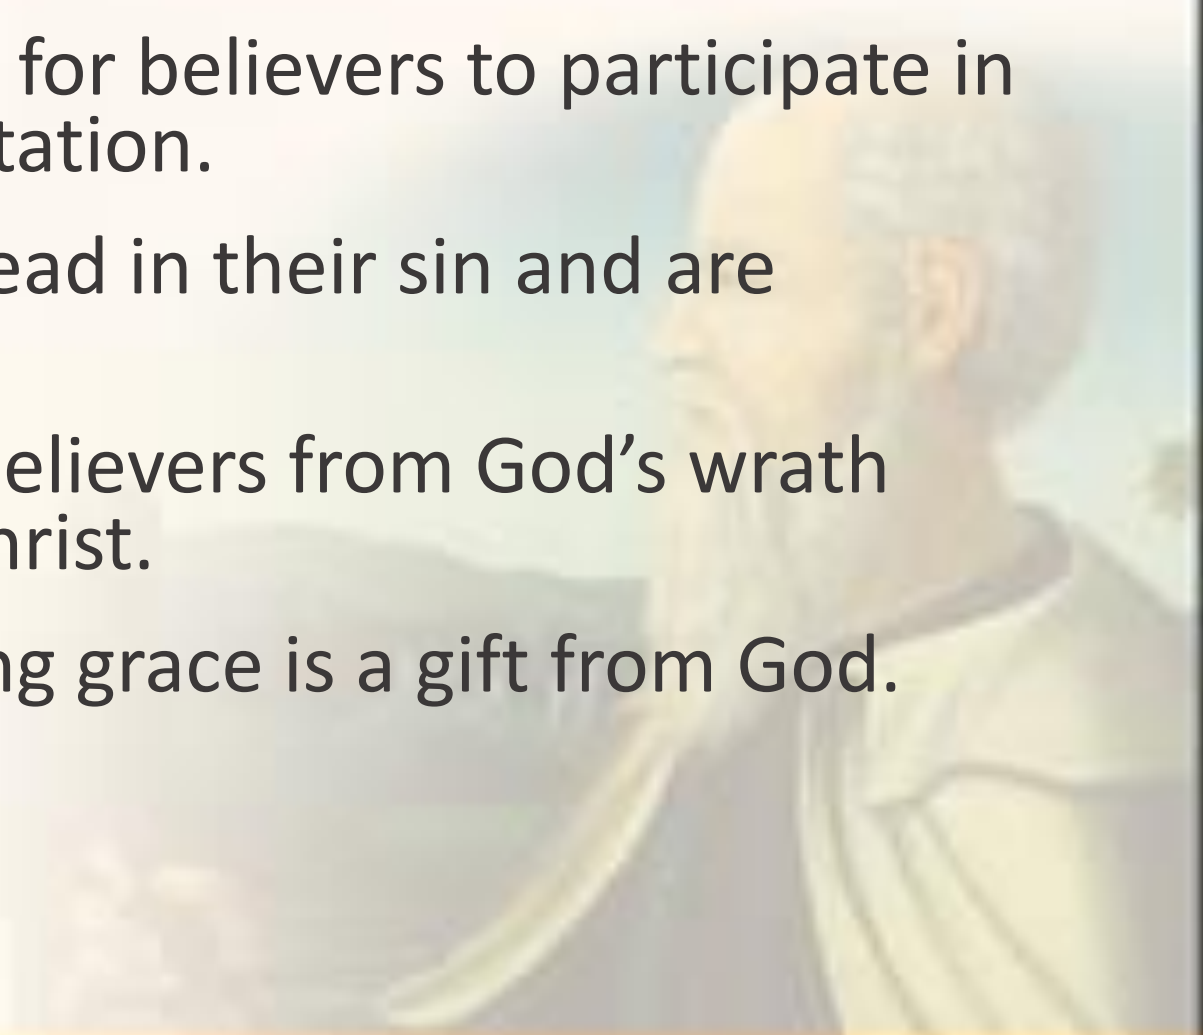 for believers to participate in
tation.
ead in their sin and are
elievers from God’s wrath
hrist.
ng grace is a gift from God.